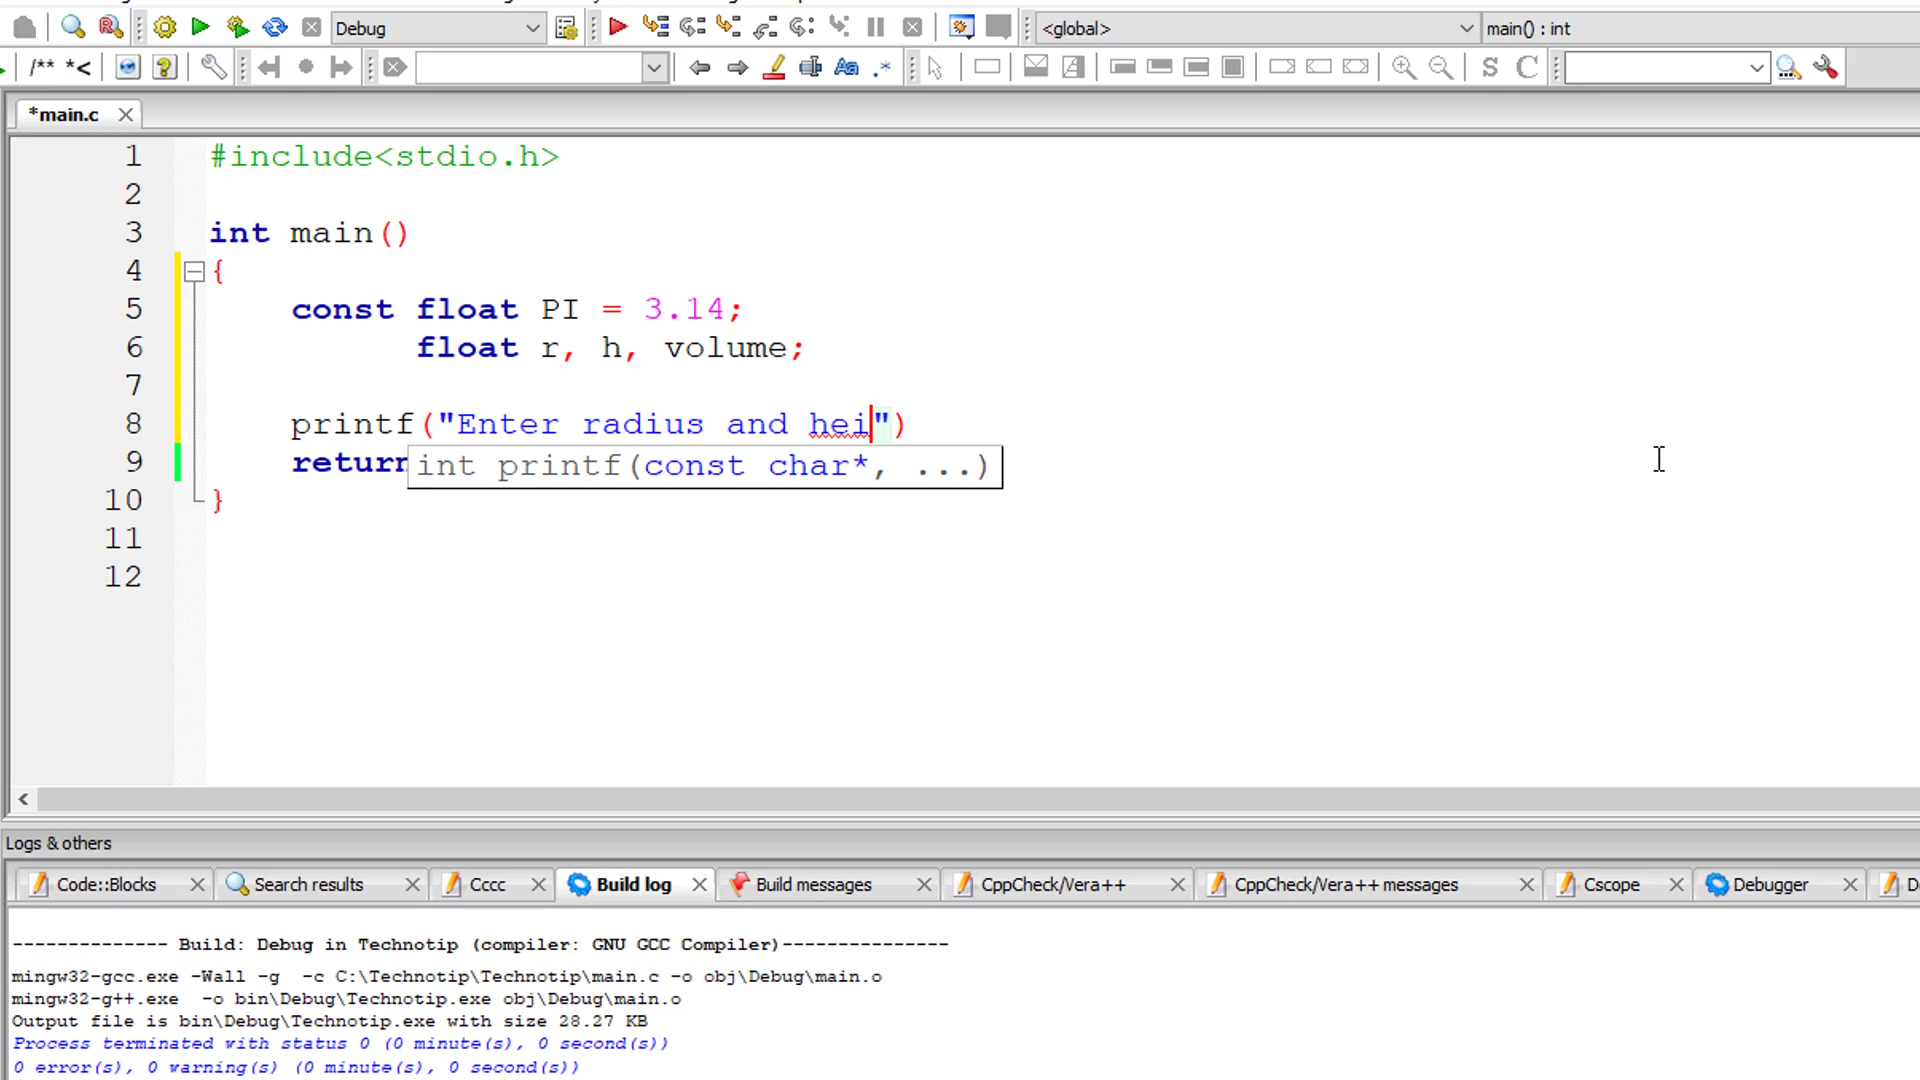 Debug
<global>
main() : int
/** *<
Aa .*
S C
*main.c
1 #include<stdio.h>
2
3 int main()
4 {
5 const float PI = 3.14;
6 float r, h, volume;
7
8 printf("Enter radius and hei")
9 return
int printf(const char*, ...)
10 }
11
12
Logs & others
Code::Blocks
Search results
Cccc
Build log
Build messages
CppCheck/Vera++
CppCheck/Vera++ messages
Cscope
Debugger
-------------- Build: Debug in Technotip (compiler: GNU GCC Compiler)---------------
mingw32-gcc.exe -Wall -g  -c C:\Technotip\Technotip\main.c -o obj\Debug\main.o
mingw32-g++.exe  -o bin\Debug\Technotip.exe obj\Debug\main.o
Output file is bin\Debug\Technotip.exe with size 28.27 KB
Process terminated with status 0 (0 minute(s), 0 second(s))
0 error(s), 0 warning(s) (0 minute(s), 0 second(s))